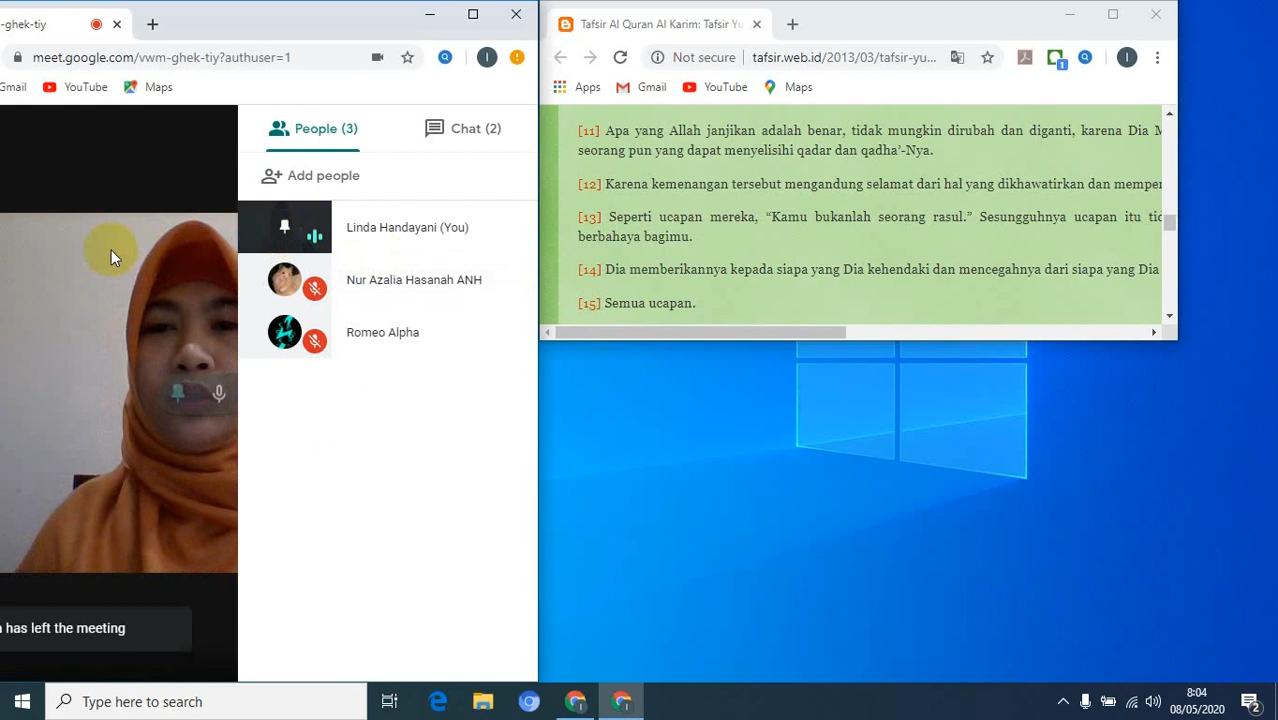 -ghek-tiy
meet.google.com/vwm-ghek-tiy?authuser=1
Gmail
YouTube
Maps
People (3)
Chat (2)
Add people
Linda Handayani (You)
Nur Azalia Hasanah ANH
Romeo Alpha
has left the meeting
Tafsir Al Quran Al Karim: Tafsir Yu
Not secure
tafsir.web.id/2013/03/tafsir-yu...
I
I
Apps
Gmail
YouTube
Maps
[11] Apa yang Allah janjikan adalah benar, tidak mungkin dirubah dan diganti, karena Dia M
seorang pun yang dapat menyelisihi qadar dan qadha'-Nya.
[12] Karena kemenangan tersebut mengandung selamat dari hal yang dikhawatirkan dan memper
[13] Seperti ucapan mereka, “Kamu bukanlah seorang rasul.” Sesungguhnya ucapan itu tid
berbahaya bagimu.
[14] Dia memberikannya kepada siapa yang Dia kehendaki dan mencegahnya dari siapa yang Dia
[15] Semua ucapan.
Type here to search
8:04
08/05/2020
2